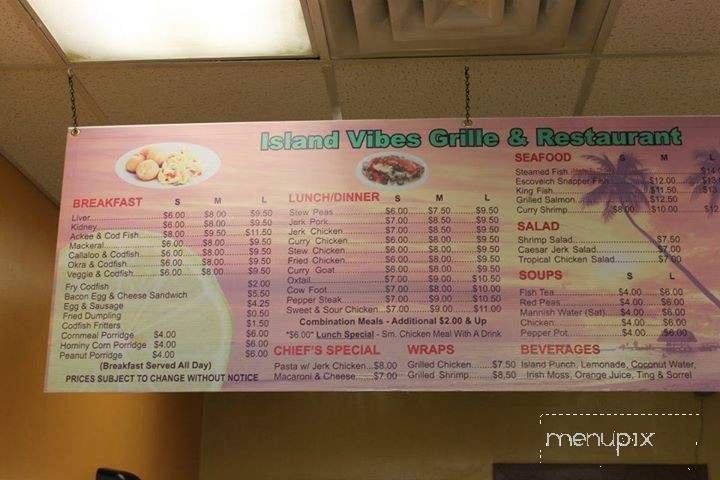 Island Vibes Grille & Restaurant
BREAKFAST S M L
Liver $6.00 $8.00 $9.50
Kidney $6.00 $8.00 $9.50
Ackee & Cod Fish $8.00 $9.50 $11.50
Mackeral $6.00 $8.00 $9.50
Callaloo & Codfish $6.00 $8.00 $9.50
Okra & Codfish $6.00 $8.00 $9.50
Veggie & Codfish $6.00 $8.00 $9.50
Fry Codfish $2.00
Bacon Egg & Cheese Sandwich $5.50
Egg & Sausage $4.25
Fried Dumpling $0.50
Codfish Fritters $1.50
Cornmeal Porridge $4.00 $6.00
Hominy Corn Porridge $4.00 $6.00
Peanut Porridge $4.00 $6.00
(Breakfast Served All Day)
PRICES SUBJECT TO CHANGE WITHOUT NOTICE
LUNCH/DINNER S M L
Stew Peas $6.00 $7.50 $9.50
Jerk Pork $7.00 $8.50 $9.50
Jerk Chicken $7.00 $8.50 $9.50
Curry Chicken $6.00 $8.00 $9.50
Stew Chicken $6.00 $8.00 $9.50
Fried Chicken $6.00 $8.00 $9.50
Curry Goat $6.00 $8.00 $9.50
Oxtail $7.00 $9.00 $10.50
Cow Foot $7.00 $8.00 $10.00
Pepper Steak $7.00 $9.00 $10.50
Sweet & Sour Chicken $7.00 $9.00 $11.00
Combination Meals - Additional $2.00 & Up
*$6.00* Lunch Special - Sm. Chicken Meal With A Drink
CHIEF'S SPECIAL
Pasta w/ Jerk Chicken $8.00
Macaroni & Cheese $7.00
WRAPS
Grilled Chicken $7.50
Grilled Shrimp $8.50
SEAFOOD S M L
Steamed Fish
Escoveich Snapper Fish $12.00
King Fish $11.50
Grilled Salmon $12.50
Curry Shrimp $8.00 $10.00
SALAD
Shrimp Salad $7.50
Caesar Jerk Salad $7.00
Tropical Chicken Salad $7.00
SOUPS S L
Fish Tea $4.00 $6.00
Red Peas $4.00 $6.00
Mannish Water (Sat) $4.00 $6.00
Chicken $4.00 $6.00
Pepper Pot $4.00 $6.00
BEVERAGES
Island Punch, Lemonade, Coconut Water,
Irish Moss, Orange Juice, Ting & Sorrel
menupix